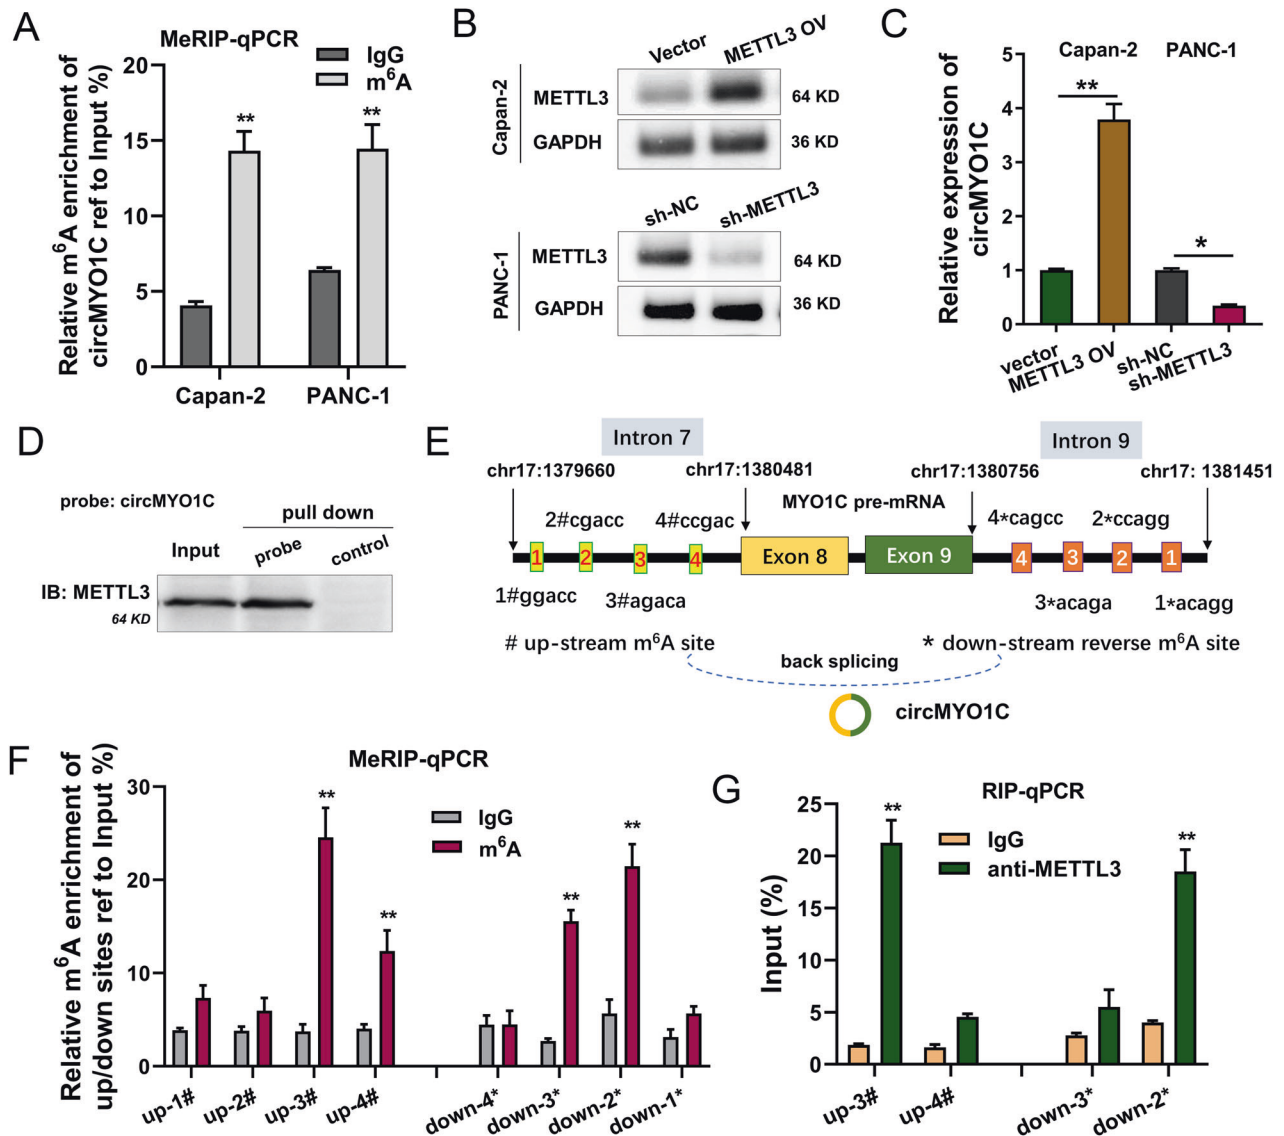 A
MeRIP-qPCR
IgG
m⁶A
Relative m⁶A enrichment of
circMYO1C ref to Input %)
20
15
10
5
0
**
**
Capan-2
PANC-1
B
Vector
METTL3 OV
Capan-2
METTL3
64 KD
GAPDH
36 KD
sh-NC
sh-METTL3
PANC-1
METTL3
64 KD
GAPDH
36 KD
C
Capan-2
PANC-1
Relative expression of
circMYO1C
5
4
3
2
1
0
**
*
vector
METTL3 OV
sh-NC
sh-METTL3
D
probe: circMYO1C
pull down
Input
probe
control
IB: METTL3
64 KD
E
Intron 7
Intron 9
chr17:1379660
chr17:1380481
chr17:1380756
chr17: 1381451
MYO1C pre-mRNA
2#cgacc
4#ccgac
4*cagcc
2*ccagg
1
2
3
4
Exon 8
Exon 9
4
3
2
1
1#ggacc
3#agaca
3*acaga
1*acagg
# up-stream m⁶A site
* down-stream reverse m⁶A site
back splicing
circMYO1C
F
MeRIP-qPCR
Relative m⁶A enrichment of
up/down sites ref to Input %)
IgG
m⁶A
30
20
10
0
**
**
**
**
up-1#
up-2#
up-3#
up-4#
down-4*
down-3*
down-2*
down-1*
G
RIP-qPCR
IgG
anti-METTL3
Input (%)
25
20
15
10
5
0
**
**
up-3#
up-4#
down-3*
down-2*